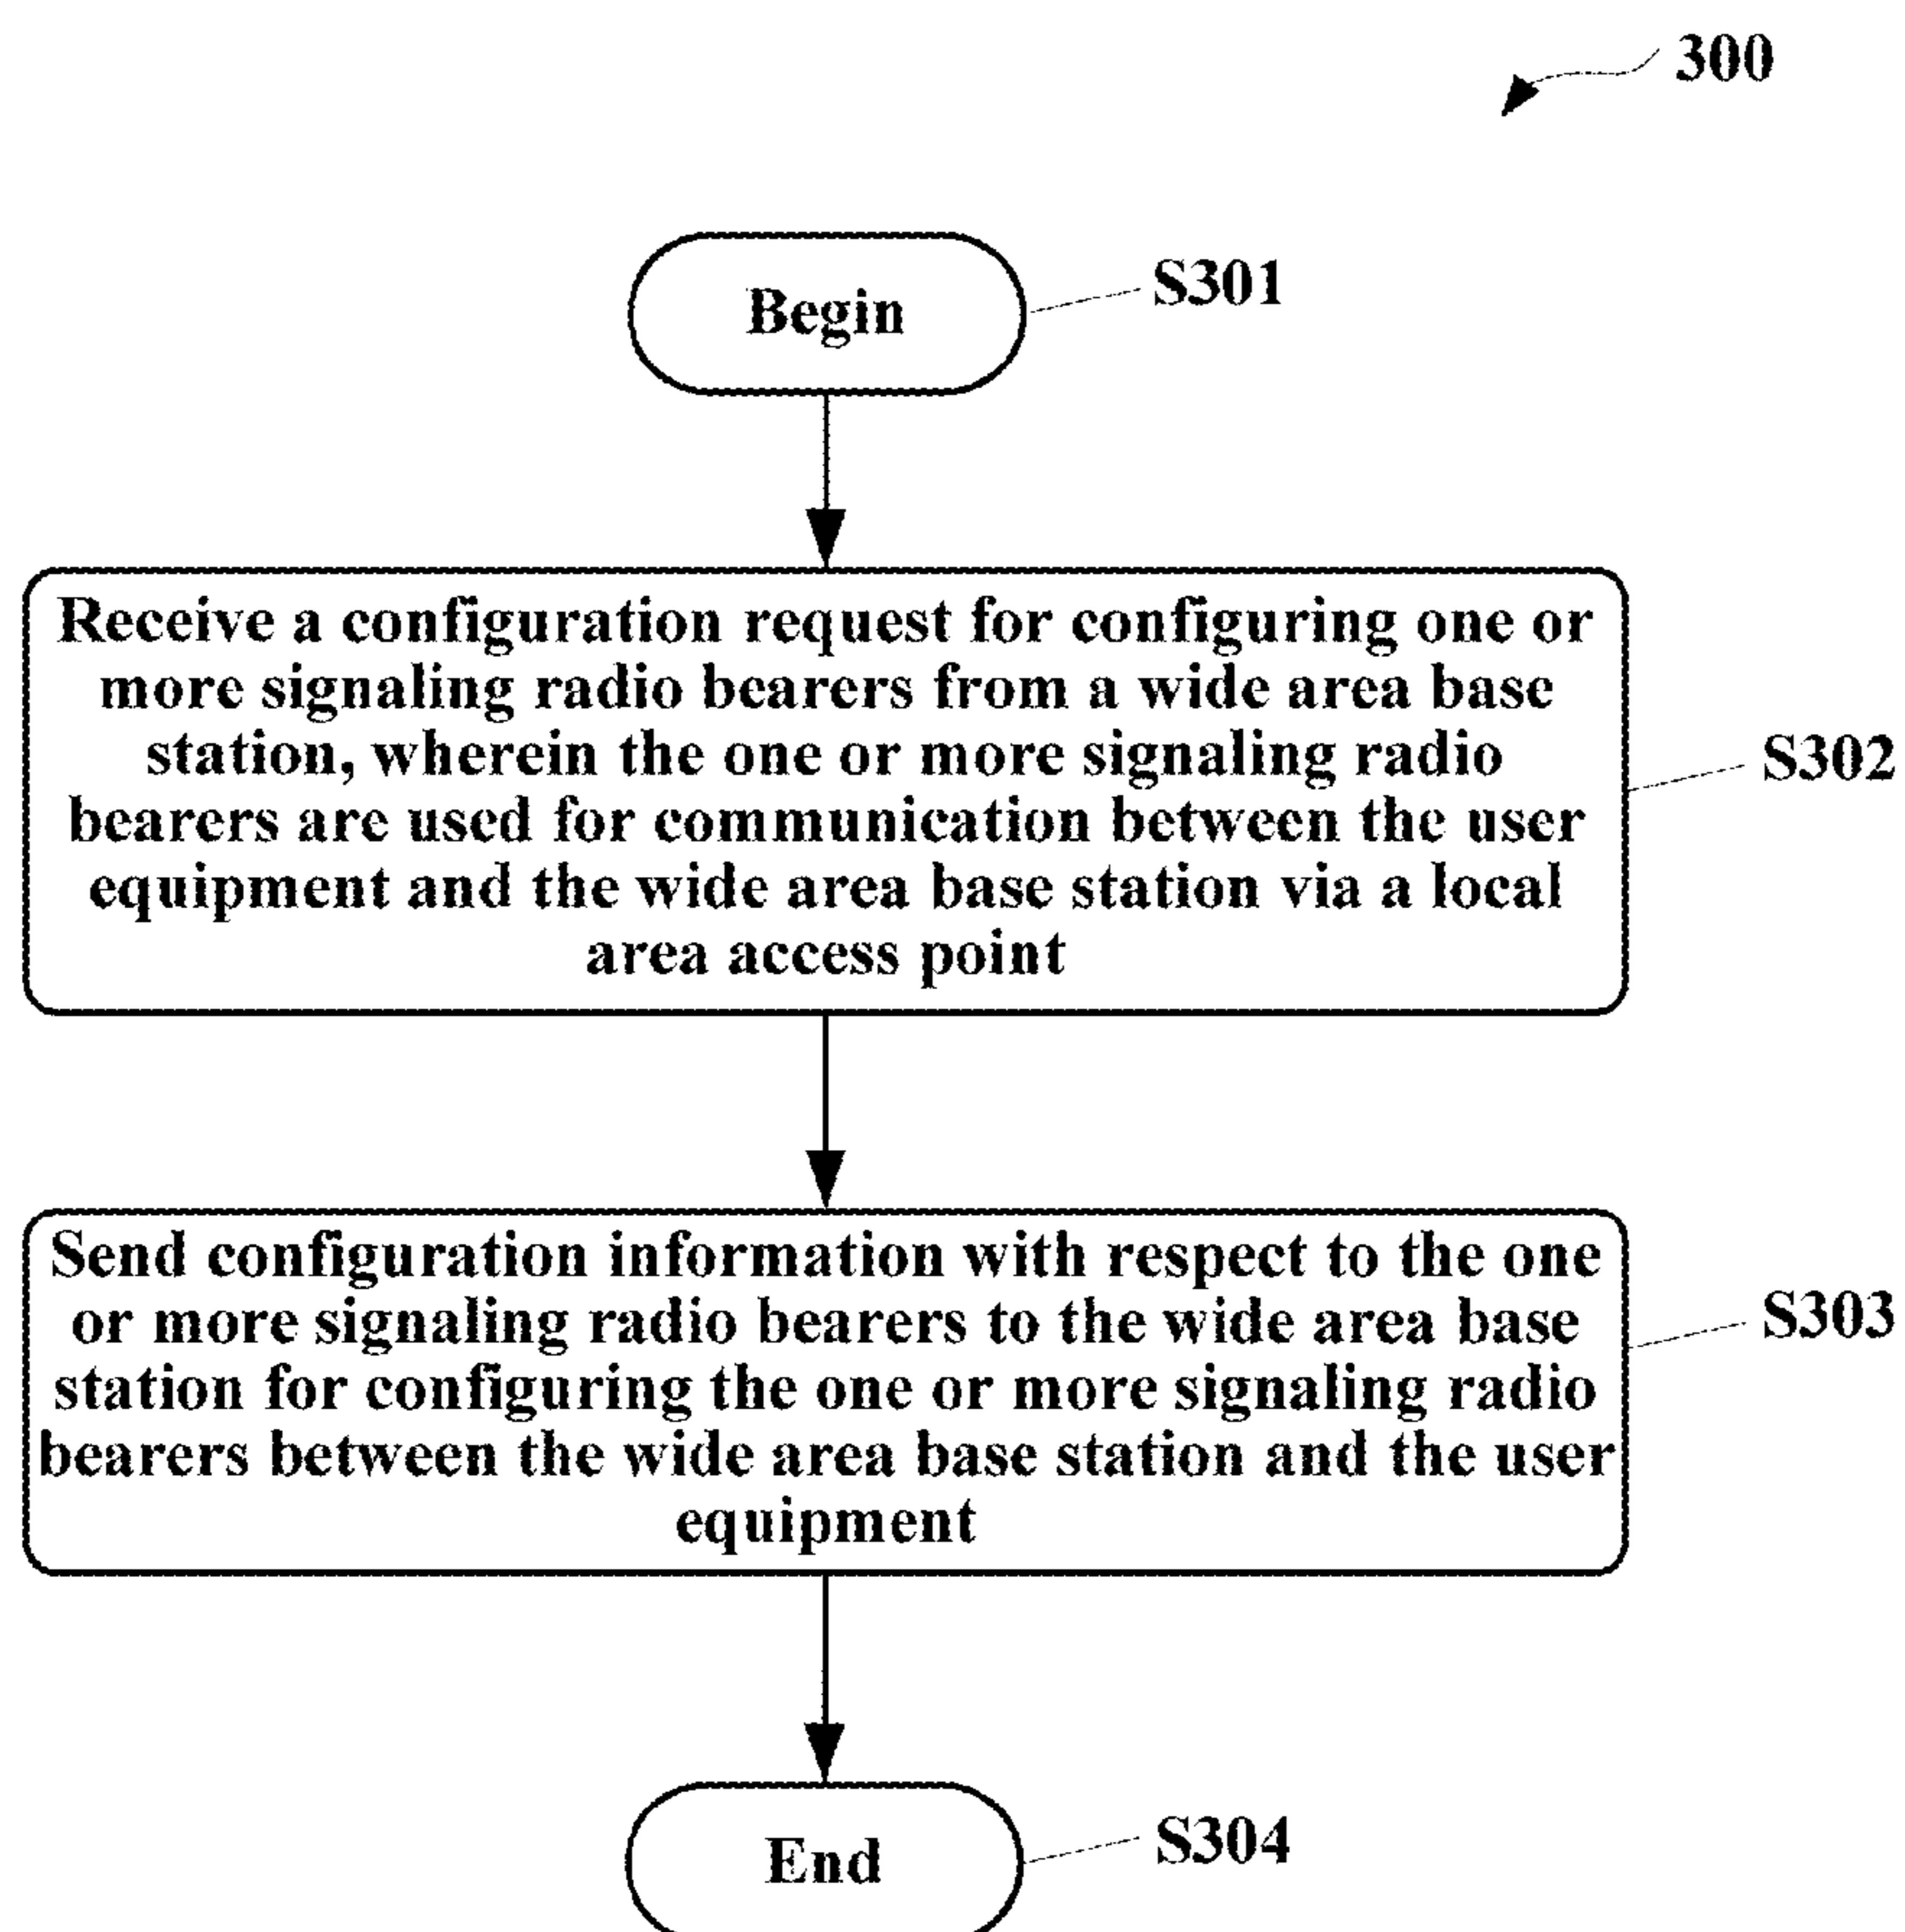 300
Begin
S301
Receive a configuration request for configuring one or
more signaling radio bearers from a wide area base
station, wherein the one or more signaling radio
bearers are used for communication between the user
equipment and the wide area base station via a local
area access point
S302
Send configuration information with respect to the one
or more signaling radio bearers to the wide area base
station for configuring the one or more signaling radio
bearers between the wide area base station and the user
equipment
S303
End
S304